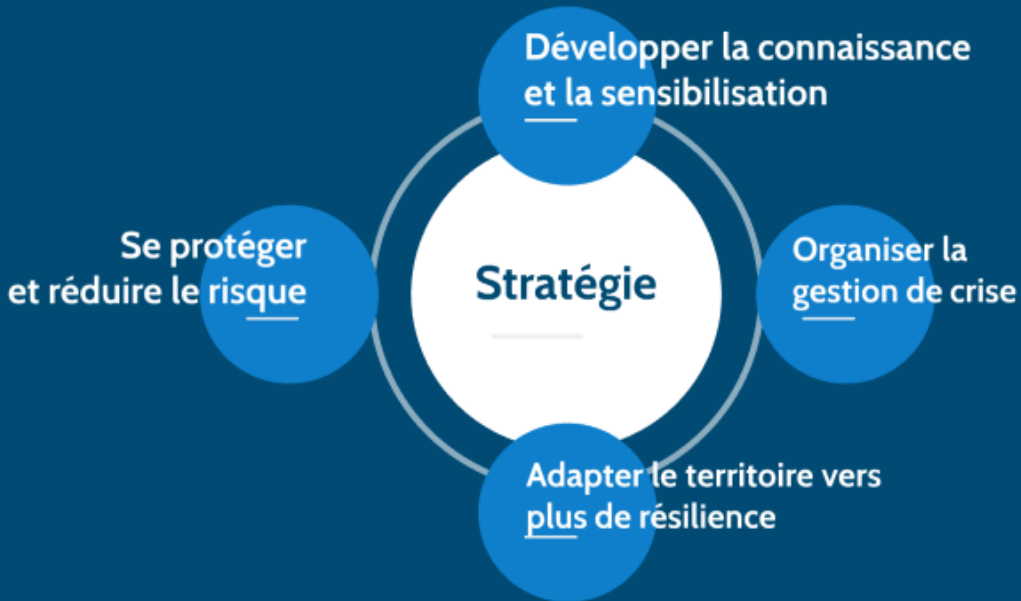 Développer la connaissance
et la sensibilisation
Se protéger
et réduire le risque
Stratégie
Organiser la
gestion de crise
Adapter le territoire vers
plus de résilience